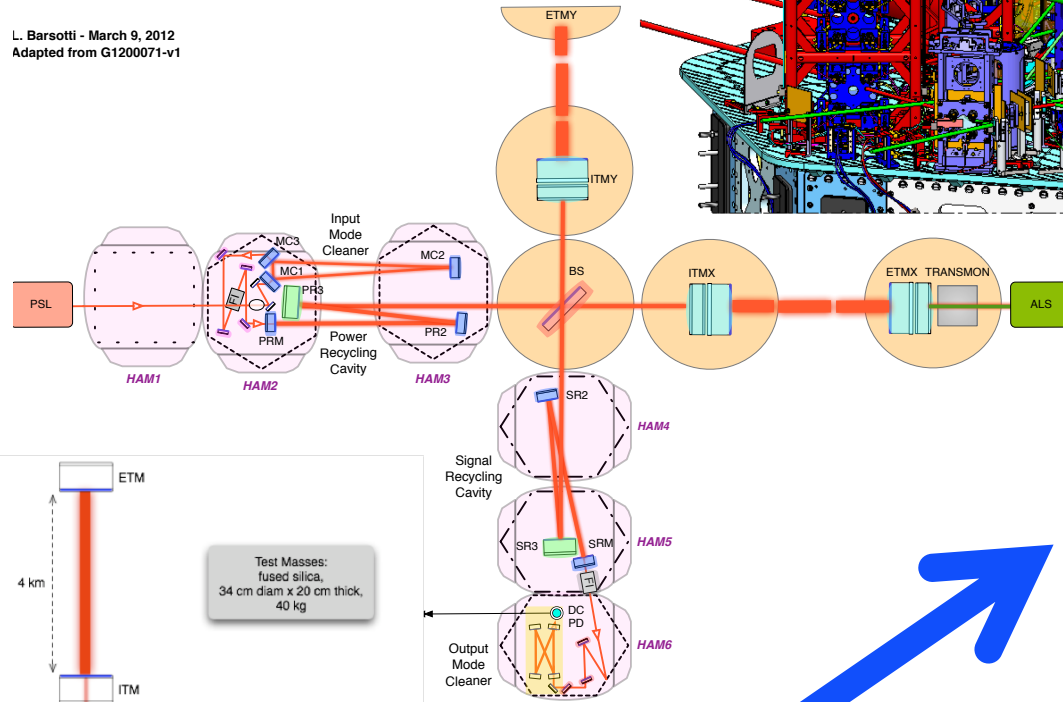 L. Barsotti - March 9, 2012
Adapted from G1200071-v1
ETMY
ITMY
Input
Mode
Cleaner
MC3
MC1
MC2
PR3
FI
PSL
PRM
PR2
Power
Recycling
Cavity
HAM1
HAM2
HAM3
BS
ITMX
ETMX
TRANSMON
ALS
SR2
HAM4
Signal
Recycling
Cavity
SR3
SRM
HAM5
FI
DC
PD
HAM6
Output
Mode
Cleaner
ETM
4 km
ITM
Test Masses:
fused silica,
34 cm diam x 20 cm thick,
40 kg